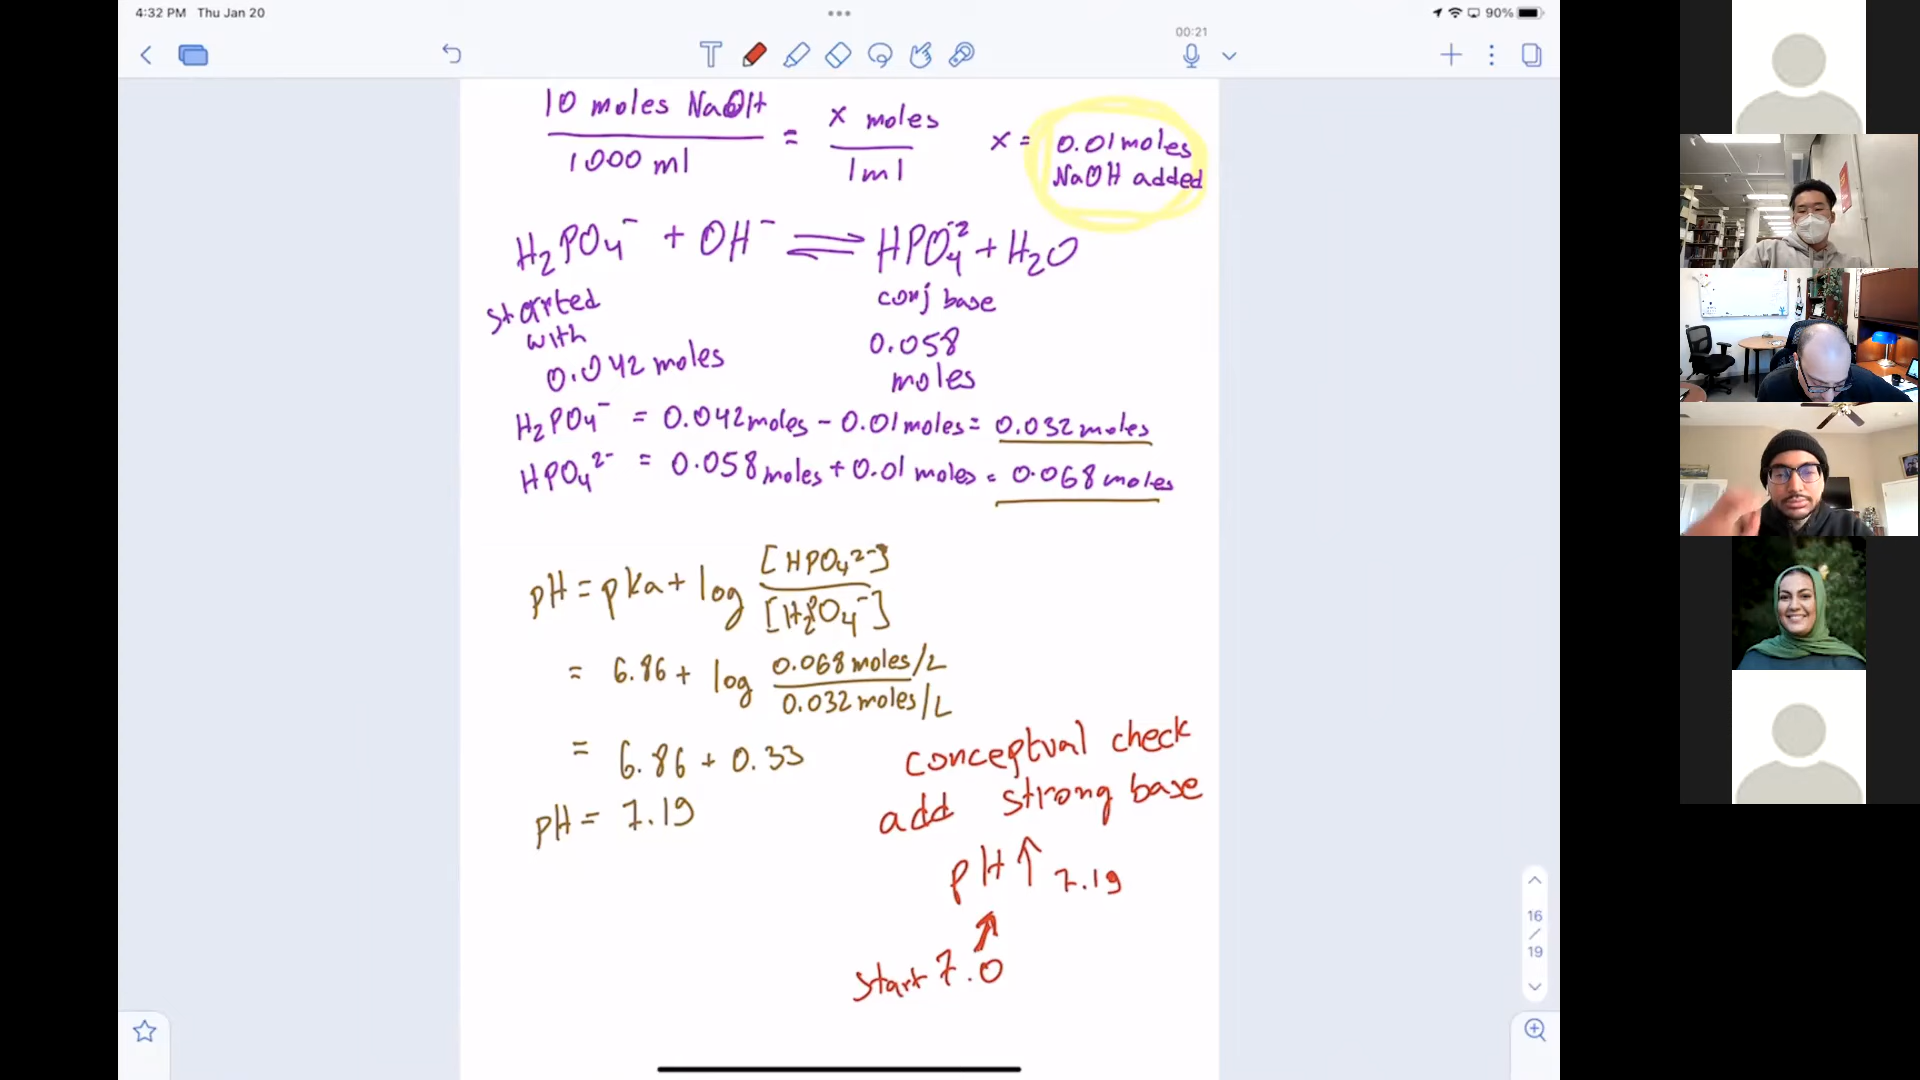 4:32 PM Thu Jan 20
90%
00:21
10 moles NaOH / 1000 ml = x moles / 1 ml
x = 0.01 moles
NaOH added
H₂PO₄⁻ + OH⁻ ⇌ HPO₄⁻² + H₂O
started
with
0.042 moles
conj base
0.058
moles
H₂PO₄⁻ = 0.042 moles - 0.01 moles = 0.032 moles
HPO₄²⁻ = 0.058 moles + 0.01 moles = 0.068 moles
pH = pka + log [HPO₄²⁻] / [H₂PO₄⁻]
= 6.86 + log 0.068 moles/L / 0.032 moles/L
= 6.86 + 0.33
pH = 7.19
conceptual check
add strong base
pH ↑ 7.19
start 7.0
16
/
19